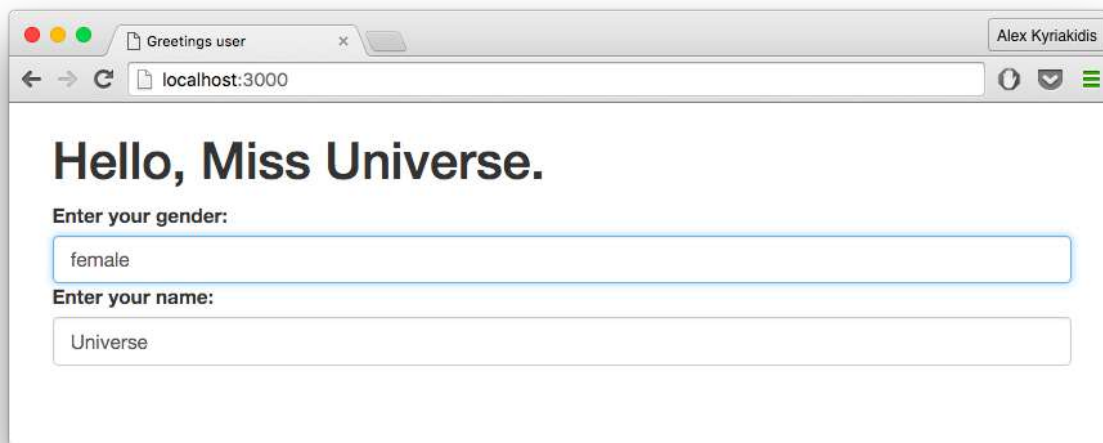 Greetings user
Alex Kyriakidis
localhost:3000
Hello, Miss Universe.
Enter your gender:
female
Enter your name:
Universe